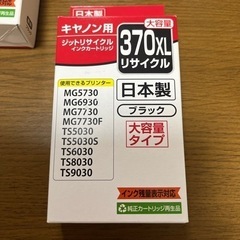 日本製
キヤノン用
ジットリサイクル
インクカートリッジ
大容量
370XL
リサイクル
使用できるプリンター
MG5730
MG6930
MG7730
MG7730F
TS5030
TS5030S
TS6030
TS8030
TS9030
日本製
ブラック
大容量
タイプ
インク残量表示対応
純正カートリッジ再生品